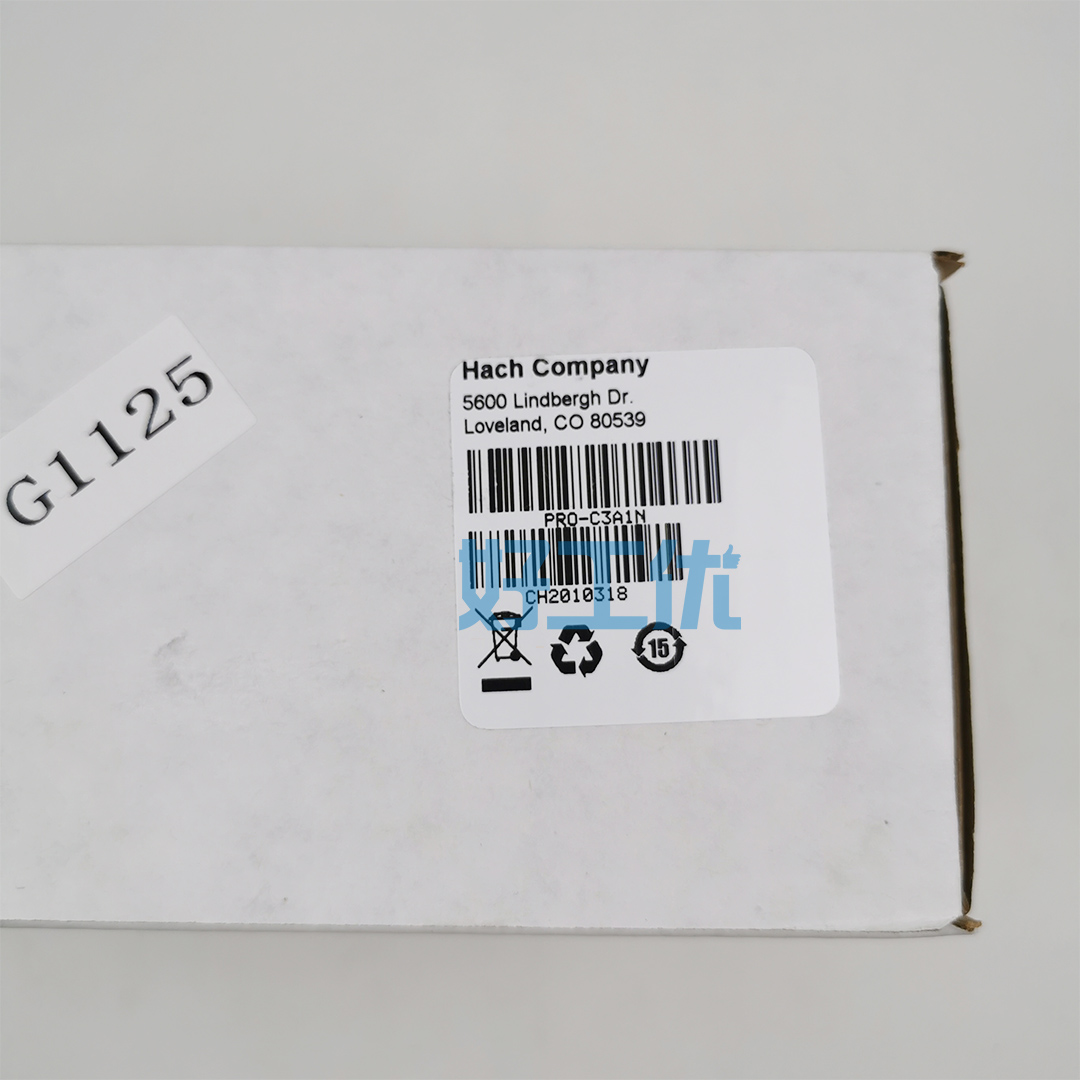 G1125
Hach Company
5600 Lindbergh Dr.
Loveland, CO 80539
PRO-C3A1N
好工优
CH2010318
15